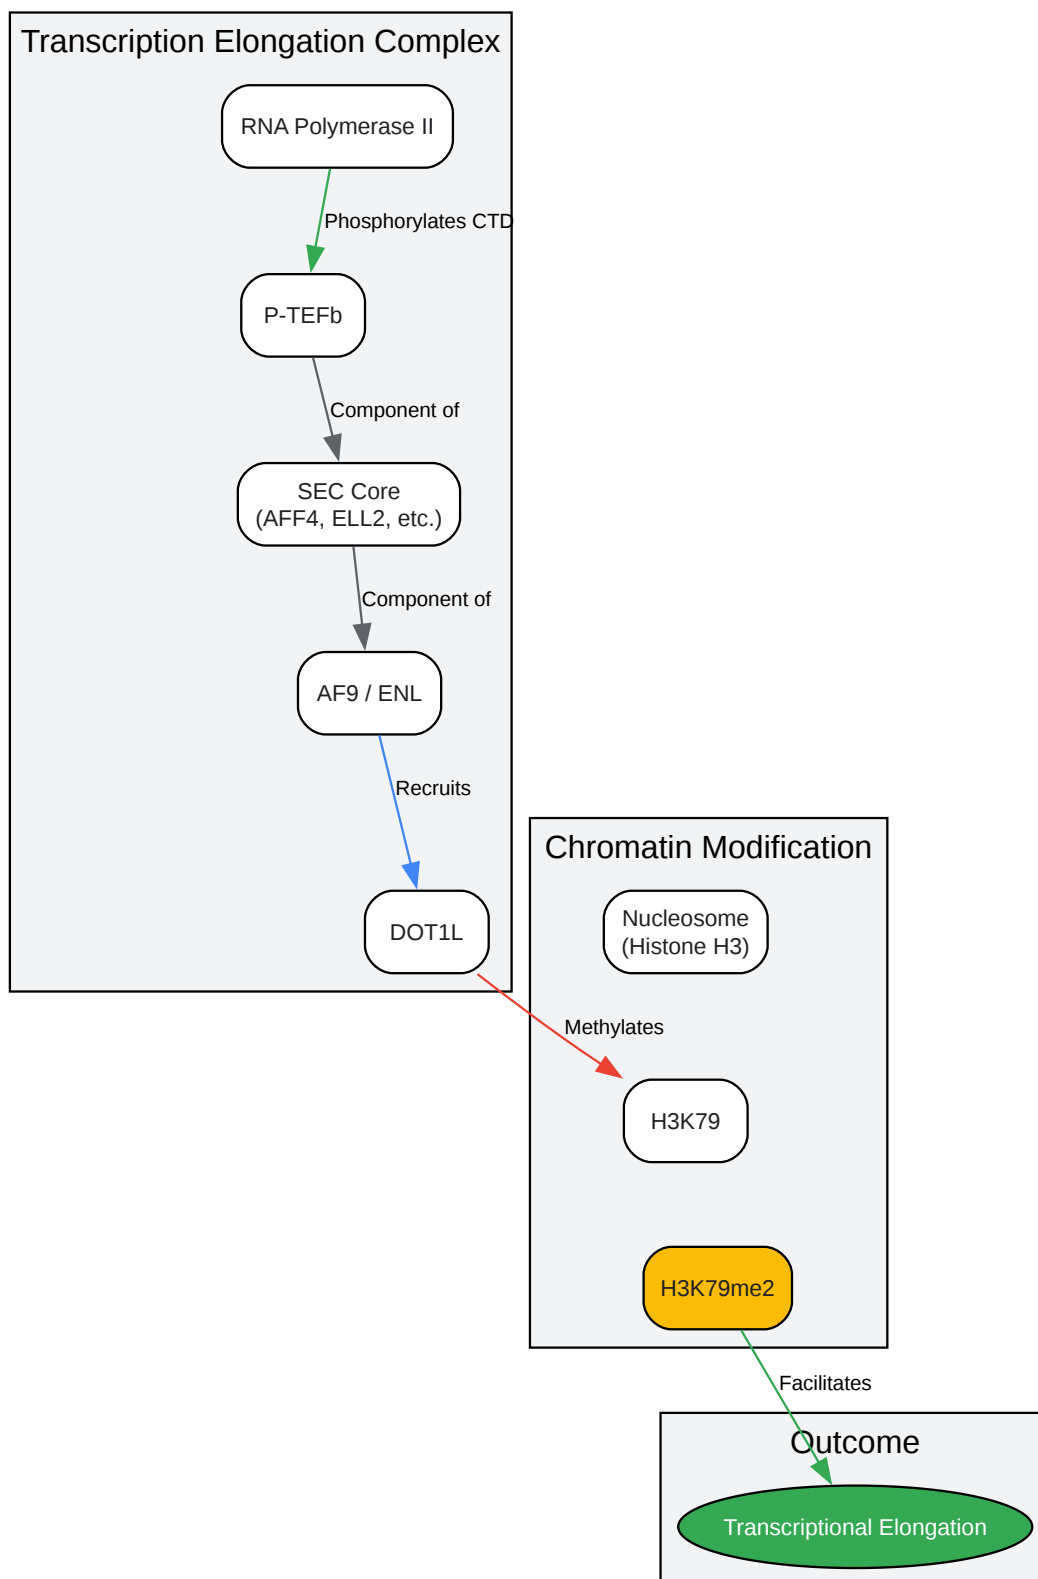 Transcription Elongation Complex
RNA Polymerase II
Phosphorylates CTD
P-TEFb
Component of
SEC Core
(AFF4, ELL2, etc.)
Component of
AF9 / ENL
Recruits
DOT1L
Chromatin Modification
Nucleosome
(Histone H3)
Methylates
H3K79
H3K79me2
Facilitates
Outcome
Transcriptional Elongation